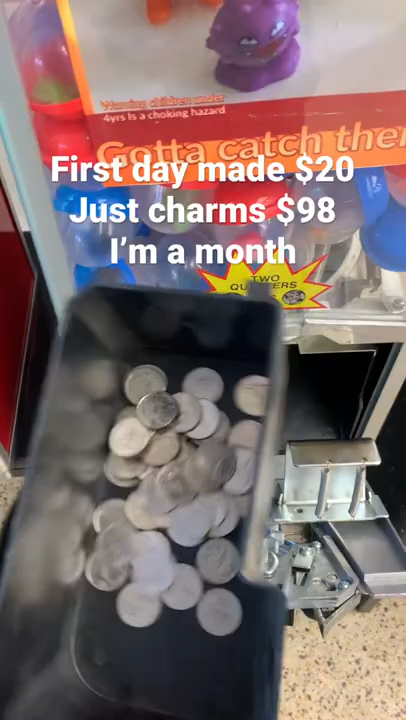 Warning children under
4yrs Is a choking hazard
Gotta catch them
First day made $20
Just charms $98
I'm a month
TWO
QUARTERS